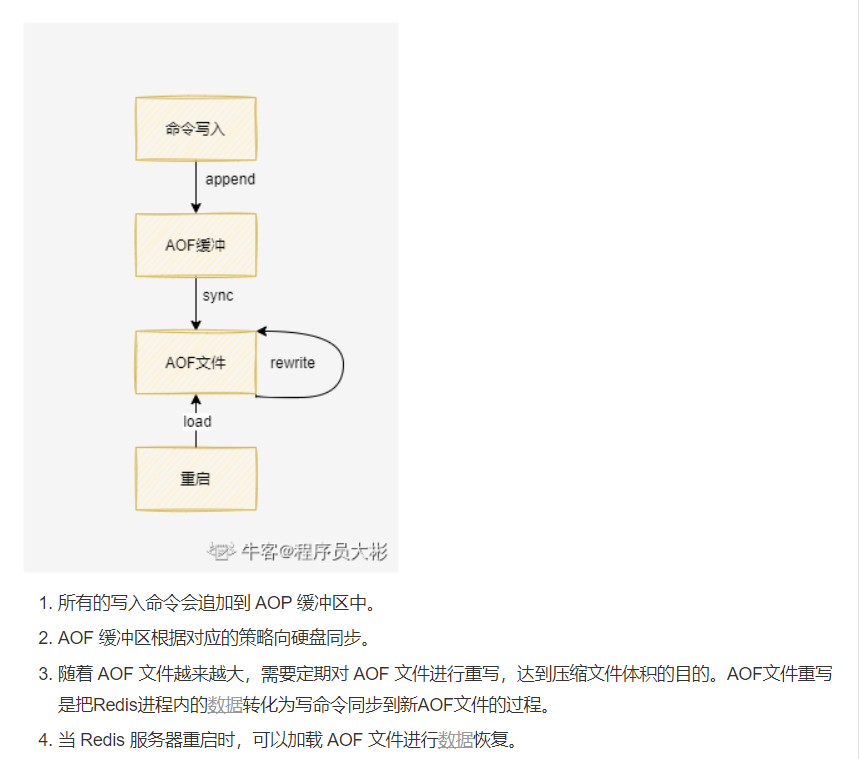 命令写入
append
AOF缓冲
sync
AOF文件
rewrite
load
重启
牛客@程序员大彬
1. 所有的写入命令会追加到 AOP 缓冲区中。
2. AOF 缓冲区根据对应的策略向硬盘同步。
3. 随着 AOF 文件越来越大，需要定期对 AOF 文件进行重写，达到压缩文件体积的目的。AOF文件重写
是把Redis进程内的数据转化为写命令同步到新AOF文件的过程。
4. 当 Redis 服务器重启时，可以加载 AOF 文件进行数据恢复。